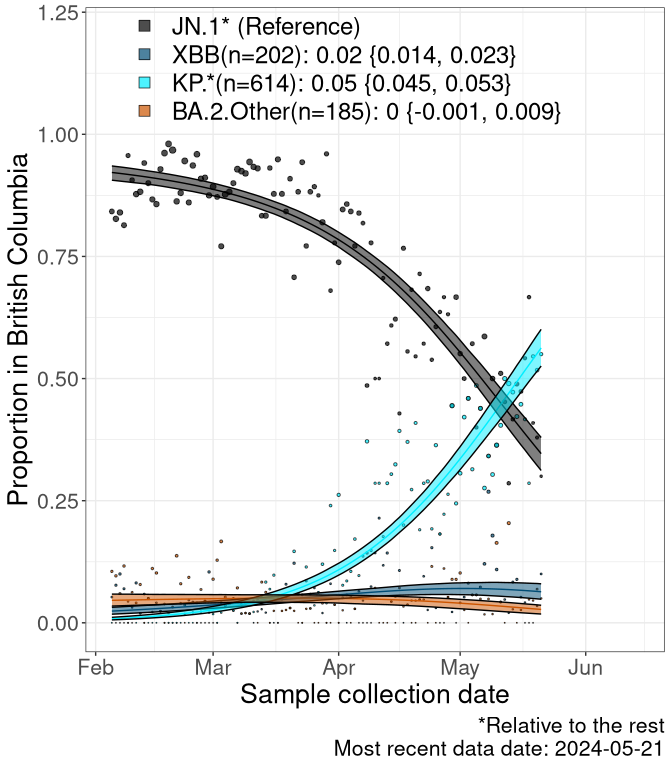 JN.1* (Reference)
XBB(n=202): 0.02 {0.014, 0.023}
KP.*(n=614): 0.05 {0.045, 0.053}
BA.2.Other(n=185): 0 {-0.001, 0.009}
Proportion in British Columbia
1.25
1.00
0.75
0.50
0.25
0.00
Feb Mar Apr May Jun
Sample collection date
*Relative to the rest
Most recent data date: 2024-05-21